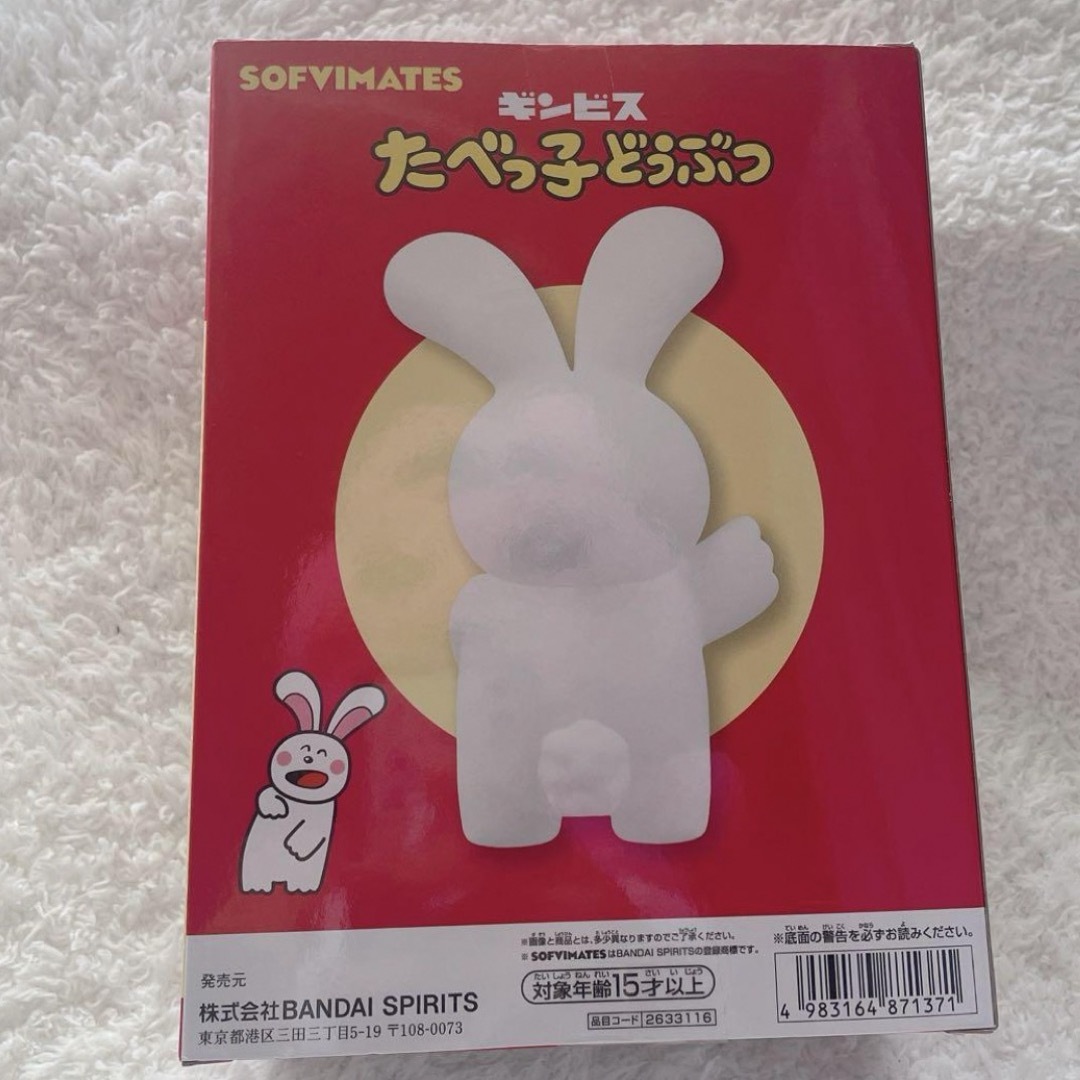 SOFVIMATES
ギンビス
たべっ子どうぶつ
※画像と商品とは、多少異なりますのでご了承ください。
※SOFVIMATESはBANDAI SPIRITSの登録商標です。
※底面の警告を必ずお読みください。
発売元
株式会社BANDAI SPIRITS
東京都港区三田三丁目5-19 〒108-0073
対象年齢15才以上
品目コード 2633116
4 983164 871371